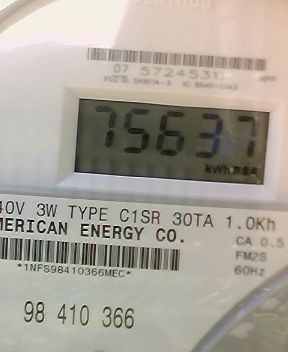 07 5724531
75637
kWh
40V 3W TYPE C1SR 30TA 1.0Kh
MERICAN ENERGY CO.
CA 0.5
FM2S
60Hz
*1NFS98410366MEC*
98 410 366